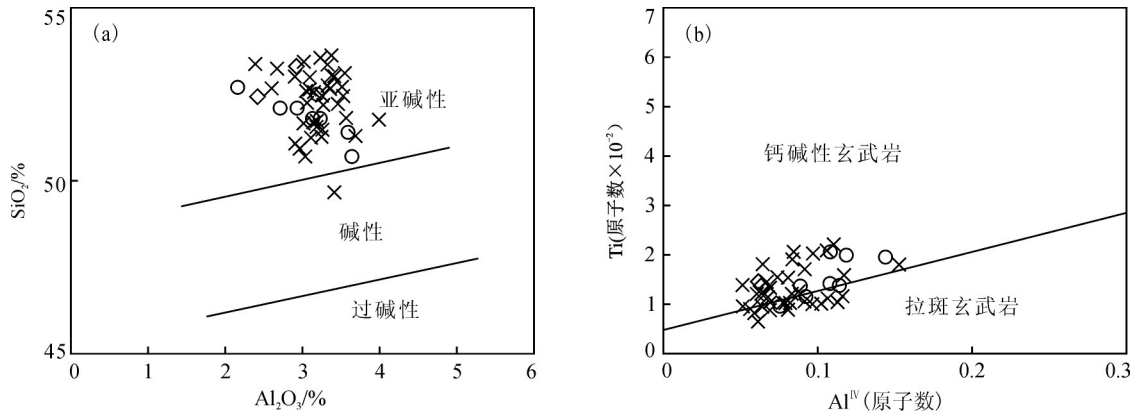 (a)
55
50
45
SiO₂/%
亚碱性
碱性
过碱性
0 1 2 3 4 5 6
Al₂O₃/%
(b)
7
6
5
4
3
2
1
0
Ti(原子数×10⁻²)
钙碱性玄武岩
拉斑玄武岩
0 0.1 0.2 0.3
Alᴵⱽ(原子数)